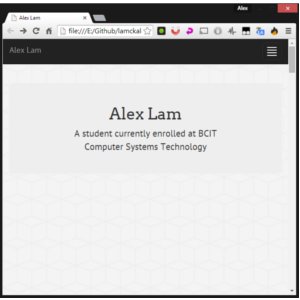 Alex
Alex Lam
file:///E:/Github/lamckal
Alex Lam
Alex Lam
A student currently enrolled at BCIT
Computer Systems Technology